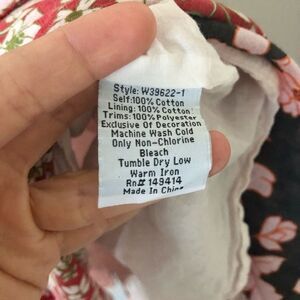 Style: W39622-1
Self:100% Cotton
Lining: 100% Cotton
Trims:100% Polyester
Exclusive Of Decoration
Machine Wash Cold
Only Non-Chlorine
Bleach
Tumble Dry Low
Warm Iron
Rn# 149414
Made In China